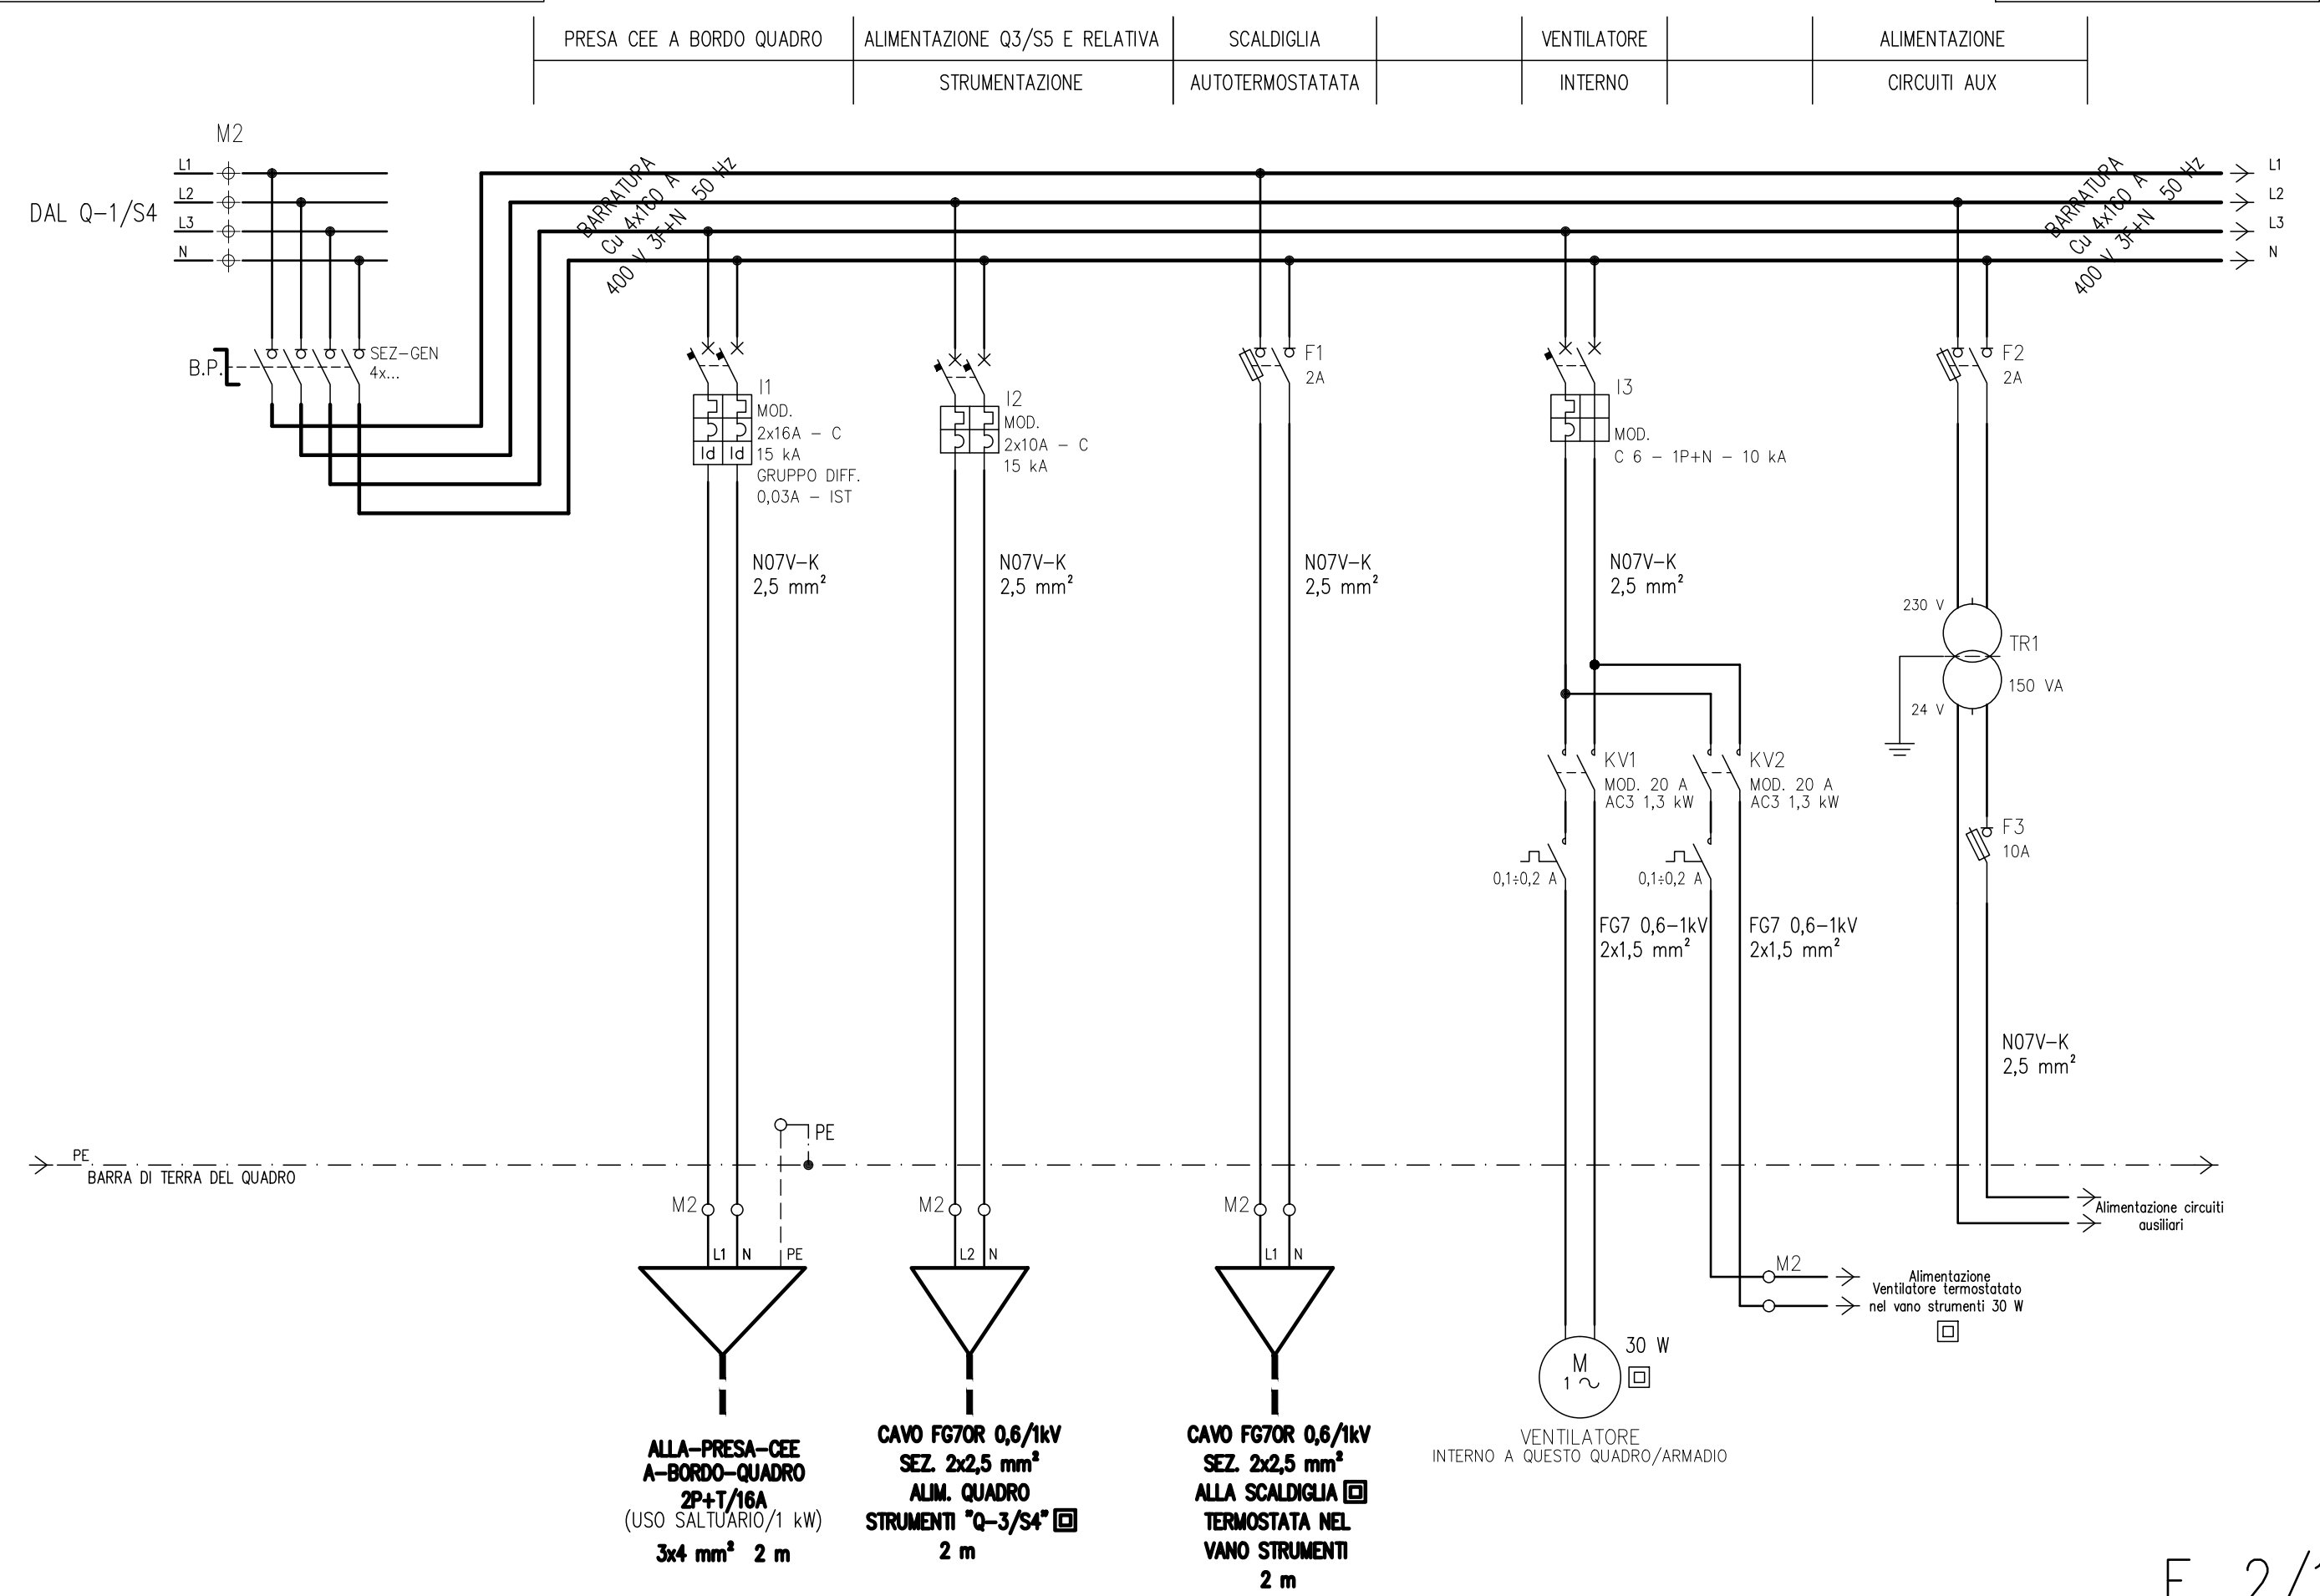 PRESA CEE A BORDO QUADRO
ALIMENTAZIONE Q3/S5 E RELATIVA
STRUMENTAZIONE
SCALDIGLIA
AUTOTERMOSTATATA
VENTILATORE
INTERNO
ALIMENTAZIONE
CIRCUITI AUX
M2
L1
L2
L3
N
DAL Q-1/S4
BARRATURA
Cu 4x160 A
400 V 3F+N 50 Hz
BARRATURA
Cu 4x160 A
400 V 3F+N 50 Hz
L1
L2
L3
N
B.P.
SEZ-GEN
4x...
I1
MOD.
2x16A - C
15 kA
GRUPPO DIFF.
0,03A - IST
Id Id
I2
MOD.
2x10A - C
15 kA
F1
2A
I3
MOD.
C 6 - 1P+N - 10 kA
F2
2A
N07V-K
2,5 mm²
N07V-K
2,5 mm²
N07V-K
2,5 mm²
N07V-K
2,5 mm²
230 V
TR1
150 VA
24 V
KV1
MOD. 20 A
AC3 1,3 kW
KV2
MOD. 20 A
AC3 1,3 kW
F3
10A
0,1÷0,2 A
0,1÷0,2 A
FG7 0,6-1kV
2x1,5 mm²
FG7 0,6-1kV
2x1,5 mm²
N07V-K
2,5 mm²
PE
PE
BARRA DI TERRA DEL QUADRO
M2
M2
M2
L1 N PE
L2 N
L1 N
Alimentazione circuiti
ausiliari
M2
Alimentazione
Ventilatore termostatato
nel vano strumenti 30 W
M
1
30 W
VENTILATORE
INTERNO A QUESTO QUADRO/ARMADIO
ALLA-PRESA-CEE
A-BORDO-QUADRO
2P+T/16A
(USO SALTUARIO/1 kW)
3x4 mm² 2 m
CAVO FG7OR 0,6/1kV
SEZ. 2x2,5 mm²
ALIM. QUADRO
STRUMENTI "Q-3/S4"
2 m
CAVO FG7OR 0,6/1kV
SEZ. 2x2,5 mm²
ALLA SCALDIGLIA
TERMOSTATA NEL
VANO STRUMENTI
2 m